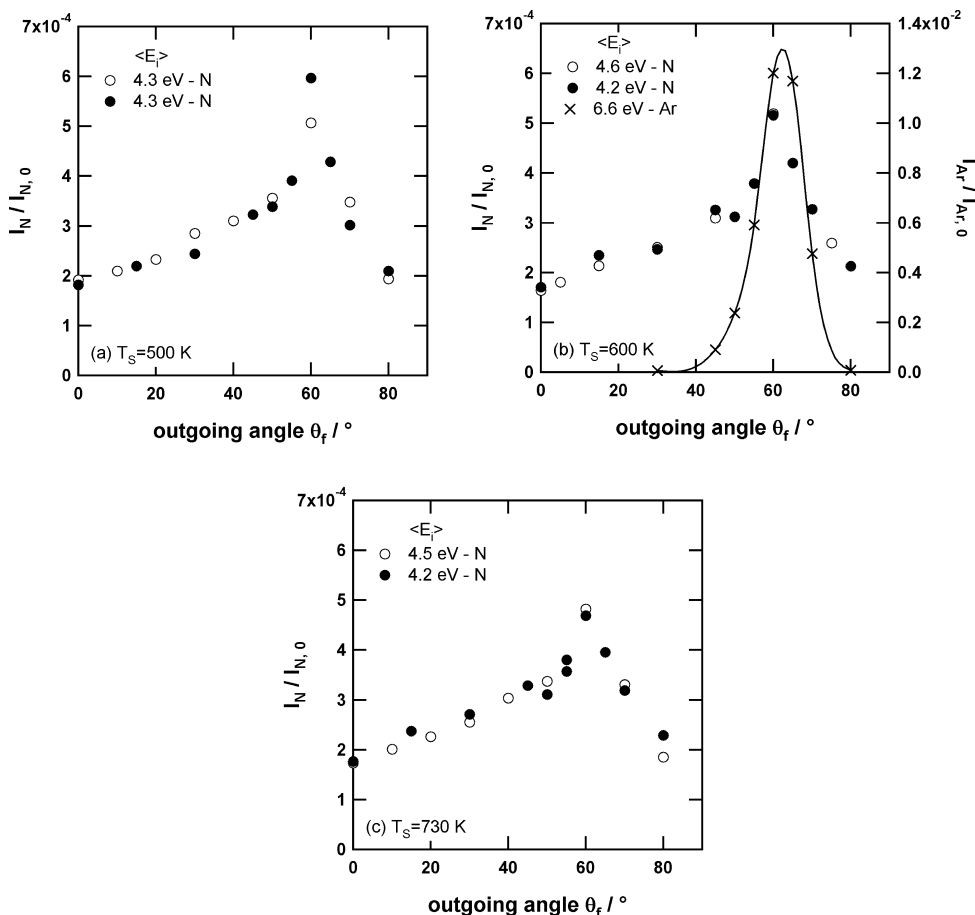 7x10⁻⁴
6
5
4
3
2
1
0
I_N / I_N, 0
<E_i>
4.3 eV - N
4.3 eV - N
(a) T_S=500 K
0 20 40 60 80
outgoing angle θ_f / °
7x10⁻⁴
6
5
4
3
2
1
0
I_N / I_N, 0
<E_i>
4.6 eV - N
4.2 eV - N
6.6 eV - Ar
(b) T_S=600 K
1.4x10⁻²
1.2
1.0
0.8
0.6
0.4
0.2
0.0
I_Ar / I_Ar, 0
0 20 40 60 80
outgoing angle θ_f / °
7x10⁻⁴
6
5
4
3
2
1
0
I_N / I_N, 0
<E_i>
4.5 eV - N
4.2 eV - N
(c) T_S=730 K
0 20 40 60 80
outgoing angle θ_f / °